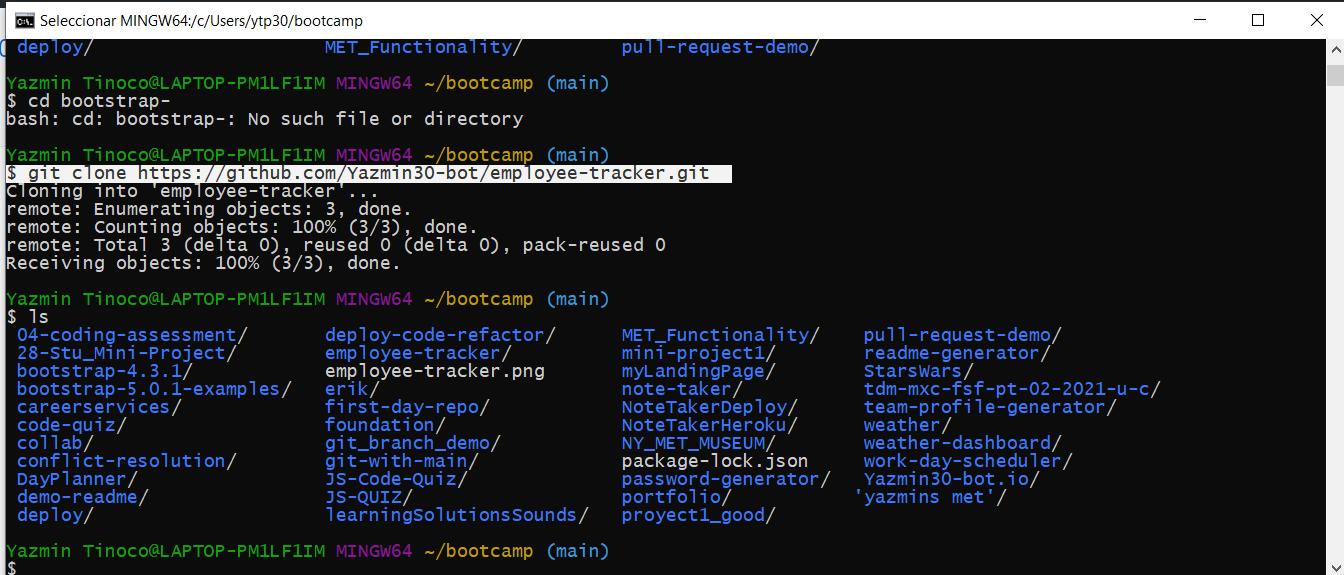 Seleccionar MINGW64:/c/Users/ytp30/bootcamp
deploy/ MET_Functionality/ pull-request-demo/
Yazmin Tinoco@LAPTOP-PM1LF1IM MINGW64 ~/bootcamp (main)
$ cd bootstrap-
bash: cd: bootstrap-: No such file or directory
Yazmin Tinoco@LAPTOP-PM1LF1IM MINGW64 ~/bootcamp (main)
$ git clone https://github.com/Yazmin30-bot/employee-tracker.git
Cloning into 'employee-tracker'...
remote: Enumerating objects: 3, done.
remote: Counting objects: 100% (3/3), done.
remote: Total 3 (delta 0), reused 0 (delta 0), pack-reused 0
Receiving objects: 100% (3/3), done.
Yazmin Tinoco@LAPTOP-PM1LF1IM MINGW64 ~/bootcamp (main)
$ ls
04-coding-assessment/ deploy-code-refactor/ MET_Functionality/ pull-request-demo/
28-Stu_Mini-Project/ employee-tracker/ mini-project1/ readme-generator/
bootstrap-4.3.1/ employee-tracker.png myLandingPage/ StarsWars/
bootstrap-5.0.1-examples/ erik/ note-taker/ tdm-mxc-fsf-pt-02-2021-u-c/
careerservices/ first-day-repo/ NoteTakerDeploy/ team-profile-generator/
code-quiz/ foundation/ NoteTakerHeroku/ weather/
collab/ git_branch_demo/ NY_MET_MUSEUM/ weather-dashboard/
conflict-resolution/ git-with-main/ package-lock.json work-day-scheduler/
DayPlanner/ JS-Code-Quiz/ password-generator/ Yazmin30-bot.io/
demo-readme/ JS-QUIZ/ portfolio/ 'yazmins met'/
deploy/ learningSolutionsSounds/ proyect1_good/
Yazmin Tinoco@LAPTOP-PM1LF1IM MINGW64 ~/bootcamp (main)
$